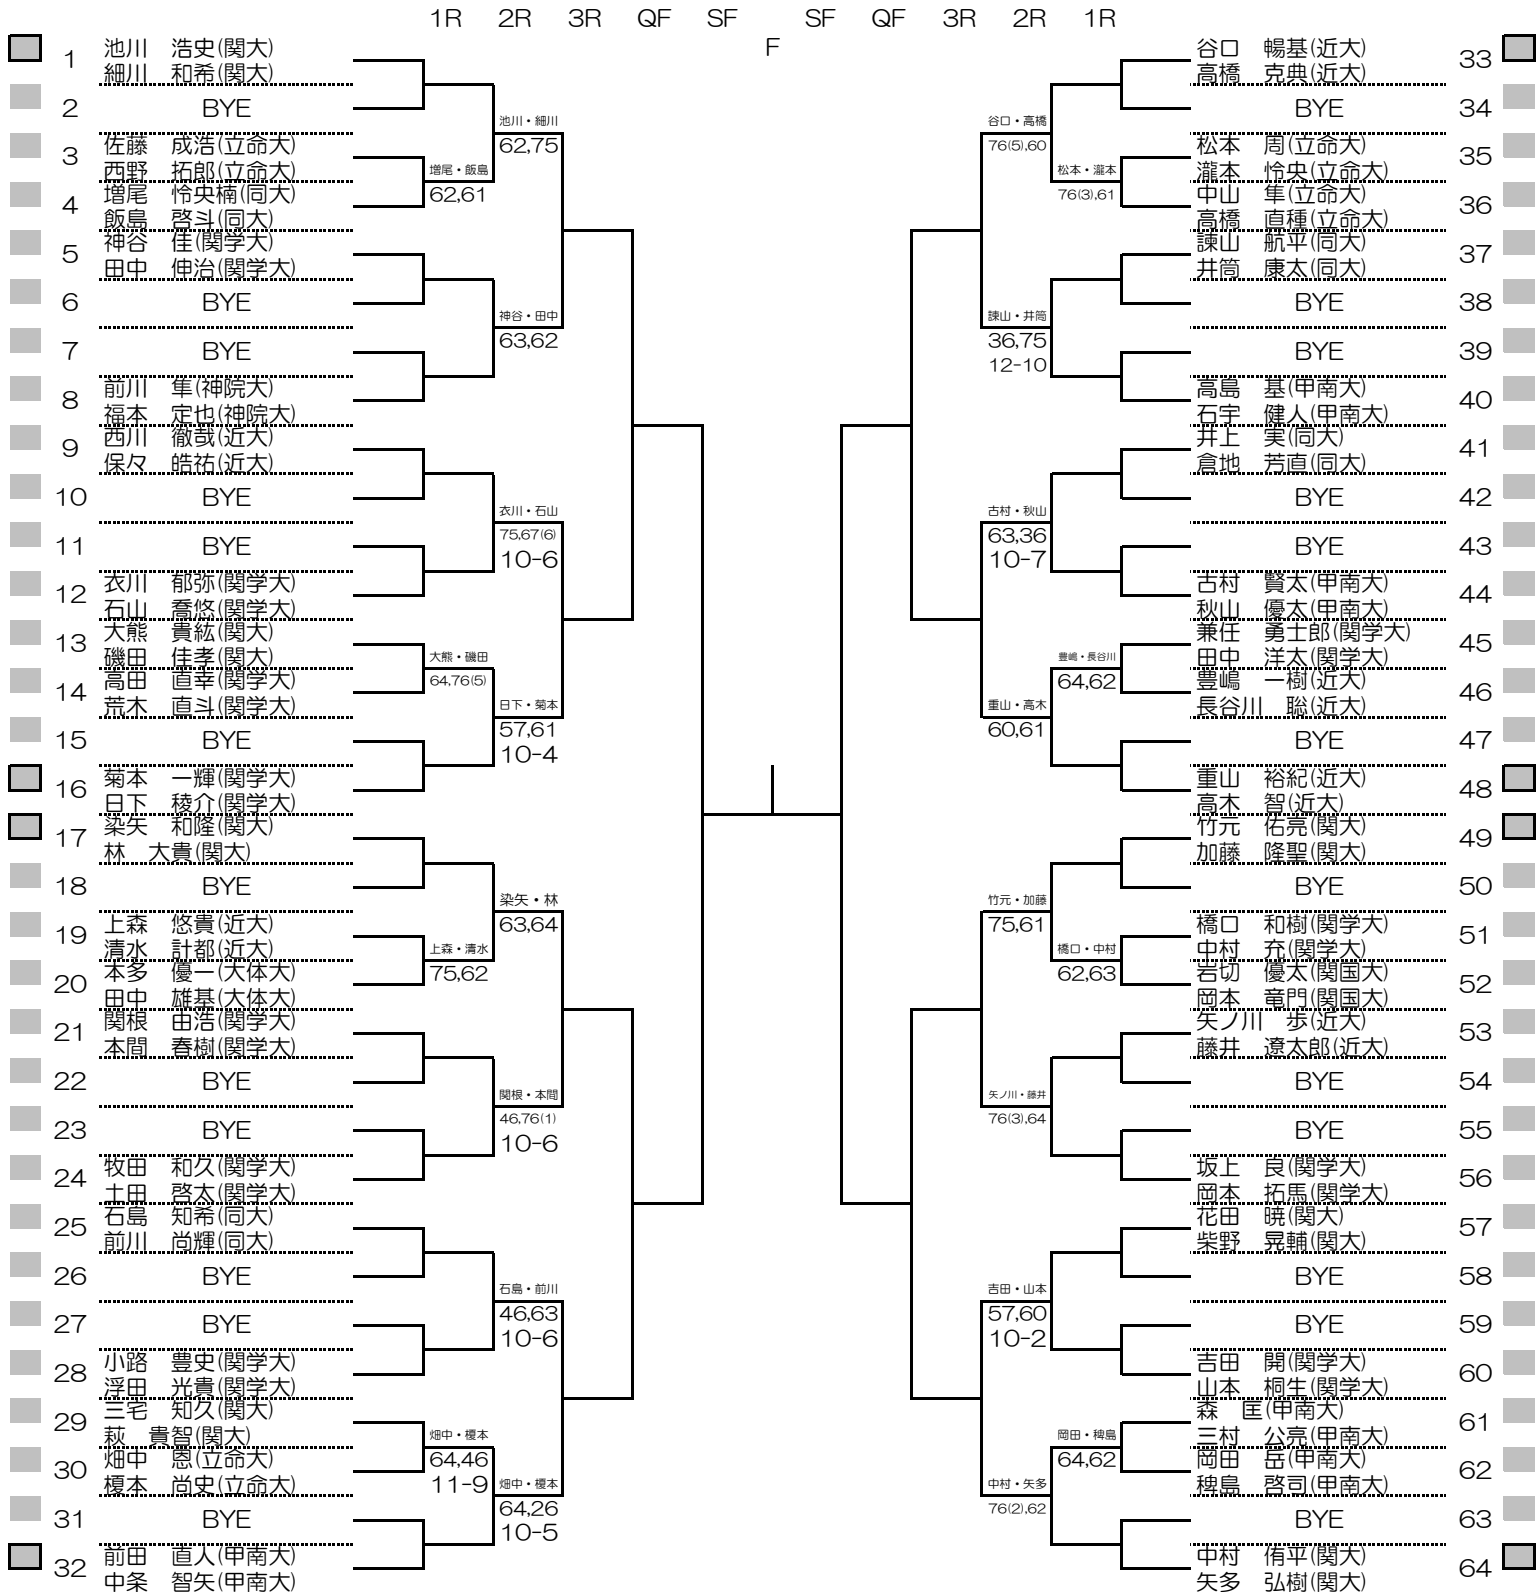 1R 2R 3R QF SF SF QF 3R 2R 1R
F
1 池川 浩史(関大)
細川 和希(関大)
2 BYE
3 佐藤 成浩(立命大)
西野 拓郎(立命大)
4 増尾 怜央楠(同大)
飯島 啓斗(同大)
5 神谷 佳(関学大)
田中 伸治(関学大)
6 BYE
7 BYE
8 前川 隼(神院大)
福本 定也(神院大)
9 西川 徹哉(近大)
保々 皓祐(近大)
10 BYE
11 BYE
12 衣川 郁弥(関学大)
石山 喬悠(関学大)
13 大熊 貴紘(関大)
磯田 佳孝(関大)
14 高田 直幸(関学大)
荒木 直斗(関学大)
15 BYE
16 菊本 一輝(関学大)
日下 稜介(関学大)
17 染矢 和隆(関大)
林 大貴(関大)
18 BYE
19 上森 悠貴(近大)
清水 計都(近大)
20 本多 優一(大体大)
田中 雄基(大体大)
21 関根 由浩(関学大)
本間 春樹(関学大)
22 BYE
23 BYE
24 牧田 和久(関学大)
土田 啓太(関学大)
25 石島 知希(同大)
前川 尚輝(同大)
26 BYE
27 BYE
28 小路 豊史(関学大)
浮田 光貴(関学大)
29 三宅 知久(関大)
萩 貴智(関大)
30 畑中 恩(立命大)
榎本 尚史(立命大)
31 BYE
32 前田 直人(甲南大)
中条 智矢(甲南大)
増尾・飯島
62,61
大熊・磯田
64,76(5)
上森・清水
75,62
畑中・榎本
64,46
11-9
池川・細川
62,75
神谷・田中
63,62
衣川・石山
75,67(6)
10-6
日下・菊本
57,61
10-4
染矢・林
63,64
関根・本間
46,76(1)
10-6
石島・前川
46,63
10-6
畑中・榎本
64,26
10-5
谷口・高橋
76(5),60
諫山・井筒
36,75
12-10
古村・秋山
63,36
10-7
重山・高木
60,61
竹元・加藤
75,61
矢ノ川・藤井
76(3),64
吉田・山本
57,60
10-2
中村・矢多
76(2),62
松本・瀧本
76(3),61
豊嶋・長谷川
64,62
橋口・中村
62,63
岡田・稗島
64,62
谷口 暢基(近大) 33
高橋 克典(近大)
BYE 34
松本 周(立命大) 35
瀧本 怜央(立命大)
中山 隼(立命大) 36
高橋 直種(立命大)
諫山 航平(同大) 37
井筒 康太(同大)
BYE 38
BYE 39
高島 基(甲南大) 40
石宇 健人(甲南大)
井上 実(同大) 41
倉地 芳直(同大)
BYE 42
BYE 43
古村 賢太(甲南大) 44
秋山 優太(甲南大)
兼任 勇士郎(関学大) 45
田中 洋太(関学大)
豊嶋 一樹(近大) 46
長谷川 聡(近大)
BYE 47
重山 裕紀(近大) 48
高木 智(近大)
竹元 佑亮(関大) 49
加藤 隆聖(関大)
BYE 50
橋口 和樹(関学大) 51
中村 充(関学大)
岩切 優太(関国大) 52
岡本 竜門(関国大)
矢ノ川 歩(近大) 53
藤井 遼太郎(近大)
BYE 54
BYE 55
坂上 良(関学大) 56
岡本 拓馬(関学大)
花田 暁(関大) 57
柴野 晃輔(関大)
BYE 58
BYE 59
吉田 開(関学大) 60
山本 桐生(関学大)
森 匡(甲南大) 61
三村 公亮(甲南大)
岡田 岳(甲南大) 62
稗島 啓司(甲南大)
BYE 63
中村 侑平(関大) 64
矢多 弘樹(関大)